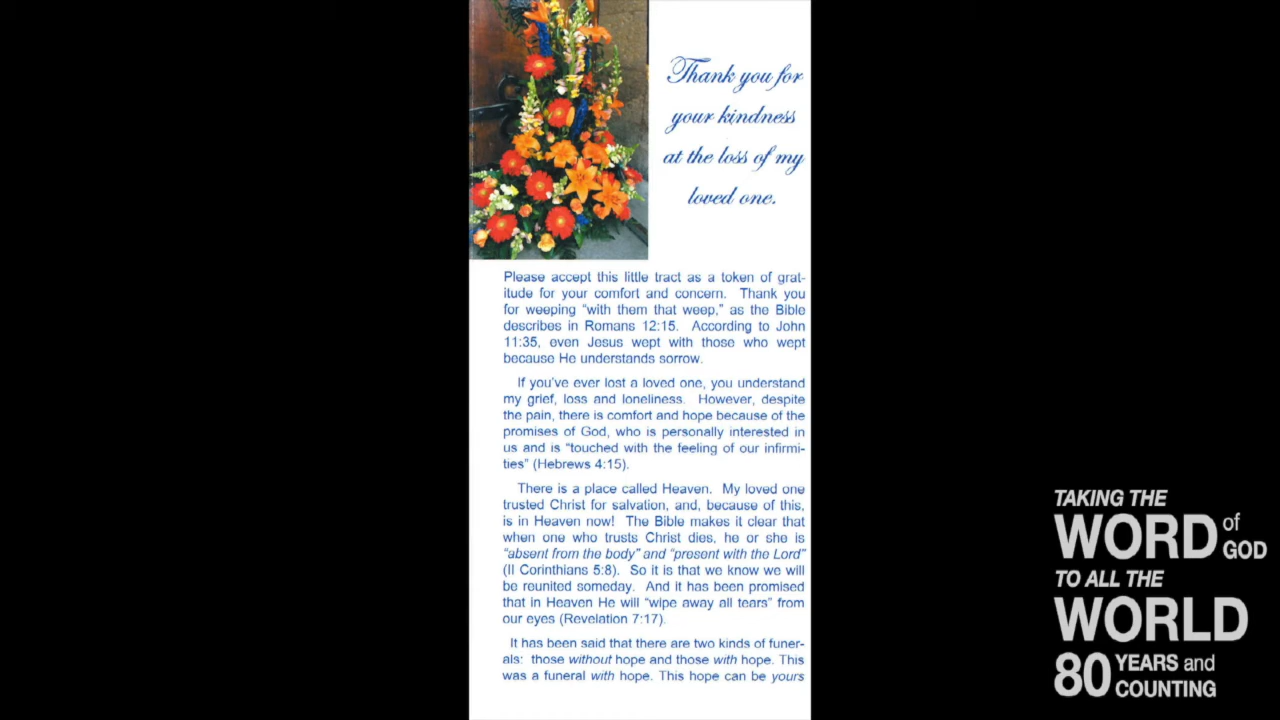 Thank you for
your kindness
at the loss of my
loved one.
Please accept this little tract as a token of grat-
itude for your comfort and concern. Thank you
for weeping “with them that weep,” as the Bible
describes in Romans 12:15. According to John
11:35, even Jesus wept with those who wept
because He understands sorrow.
If you’ve ever lost a loved one, you understand
my grief, loss and loneliness. However, despite
the pain, there is comfort and hope because of the
promises of God, who is personally interested in
us and is “touched with the feeling of our infirmi-
ties” (Hebrews 4:15).
There is a place called Heaven. My loved one
trusted Christ for salvation, and, because of this,
is in Heaven now! The Bible makes it clear that
when one who trusts Christ dies, he or she is
“absent from the body” and “present with the Lord”
(II Corinthians 5:8). So it is that we know we will
be reunited someday. And it has been promised
that in Heaven He will “wipe away all tears” from
our eyes (Revelation 7:17).
It has been said that there are two kinds of funer-
als: those without hope and those with hope. This
was a funeral with hope. This hope can be yours
TAKING THE
WORD of GOD
TO ALL THE
WORLD
80 YEARS and COUNTING